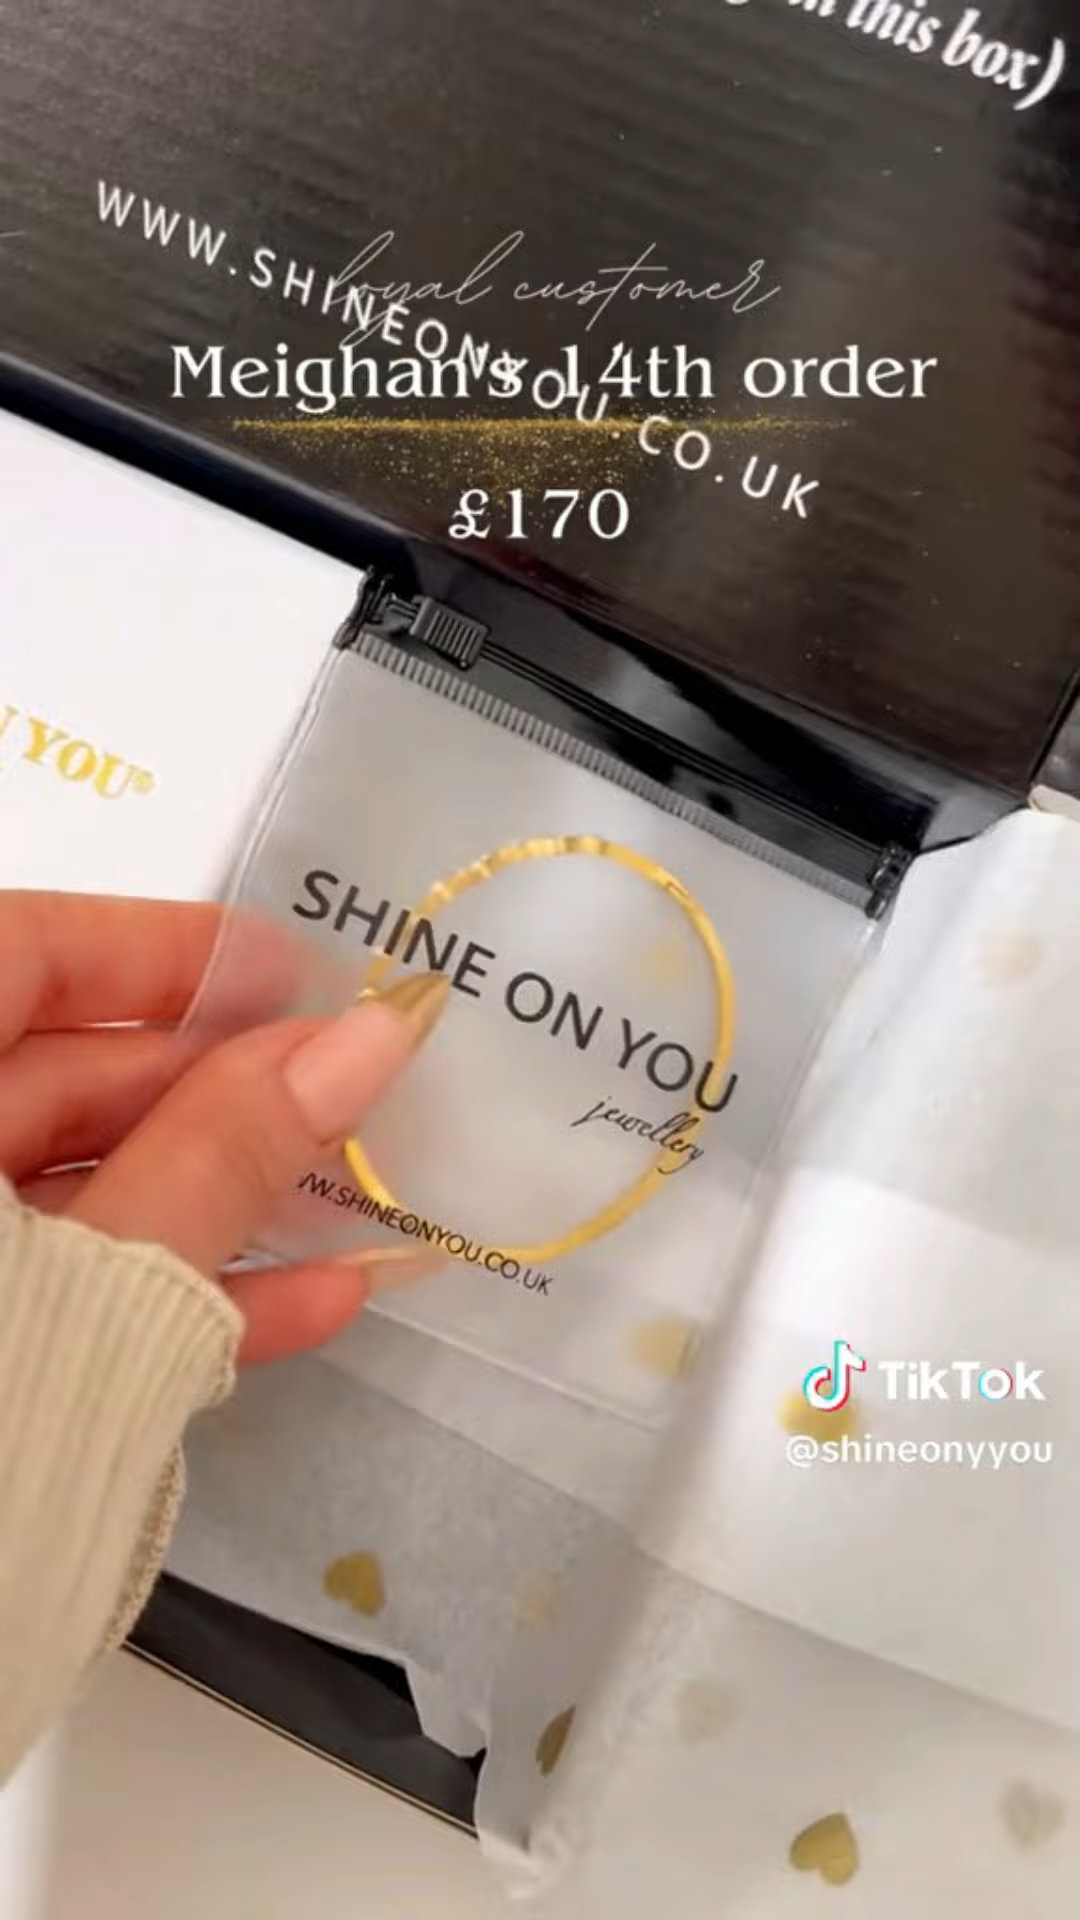 this box)
WWW.SHINEONYOU.CO.UK
loyal customer
Meighan's 14th order
£170
YOU®
SHINE ON YOU
jewellery
WWW.SHINEONYOU.CO.UK
TikTok
@shineonyyou